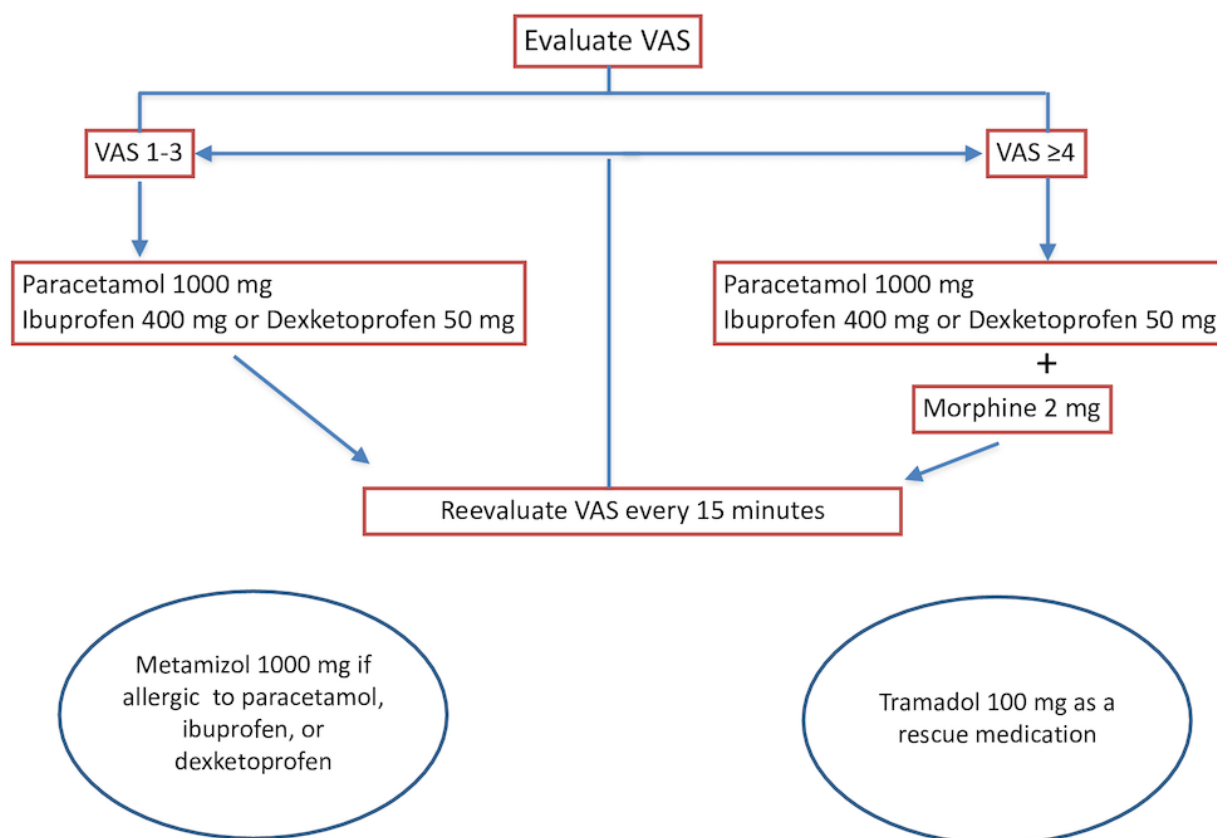 Evaluate VAS
VAS 1-3
VAS ≥4
Paracetamol 1000 mg
Ibuprofen 400 mg or Dexketoprofen 50 mg
Paracetamol 1000 mg
Ibuprofen 400 mg or Dexketoprofen 50 mg
+
Morphine 2 mg
Reevaluate VAS every 15 minutes
Metamizol 1000 mg if
allergic to paracetamol,
ibuprofen, or
dexketoprofen
Tramadol 100 mg as a
rescue medication